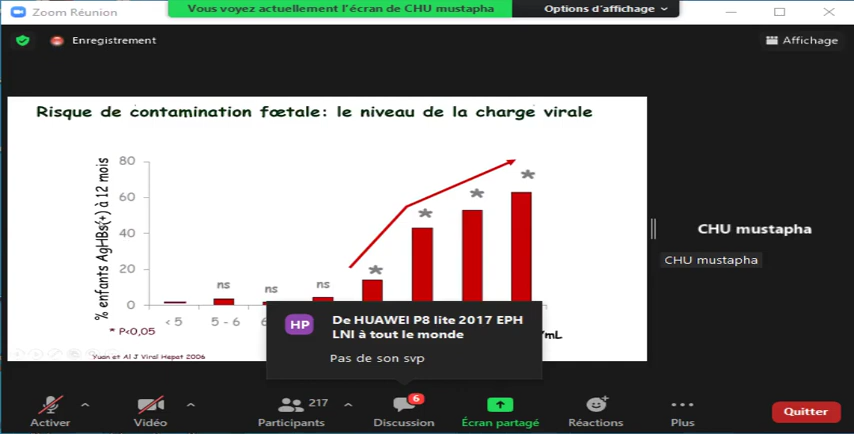 Zoom Réunion
Vous voyez actuellement l'écran de CHU mustapha
Options d'affichage
Enregistrement
Affichage
Risque de contamination fœtale: le niveau de la charge virale
% enfants AgHBs(+) à 12 mois
80
60
40
20
0
ns
ns
ns
*
*
*
*
< 5
5 - 6
/mL
* P<0,05
Yuan et Al J Viral Hepat 2006
CHU mustapha
CHU mustapha
HP
De HUAWEI P8 lite 2017 EPH
LNI à tout le monde
Pas de son svp
Activer
Vidéo
217
Participants
6
Discussion
Écran partagé
Réactions
Plus
Quitter